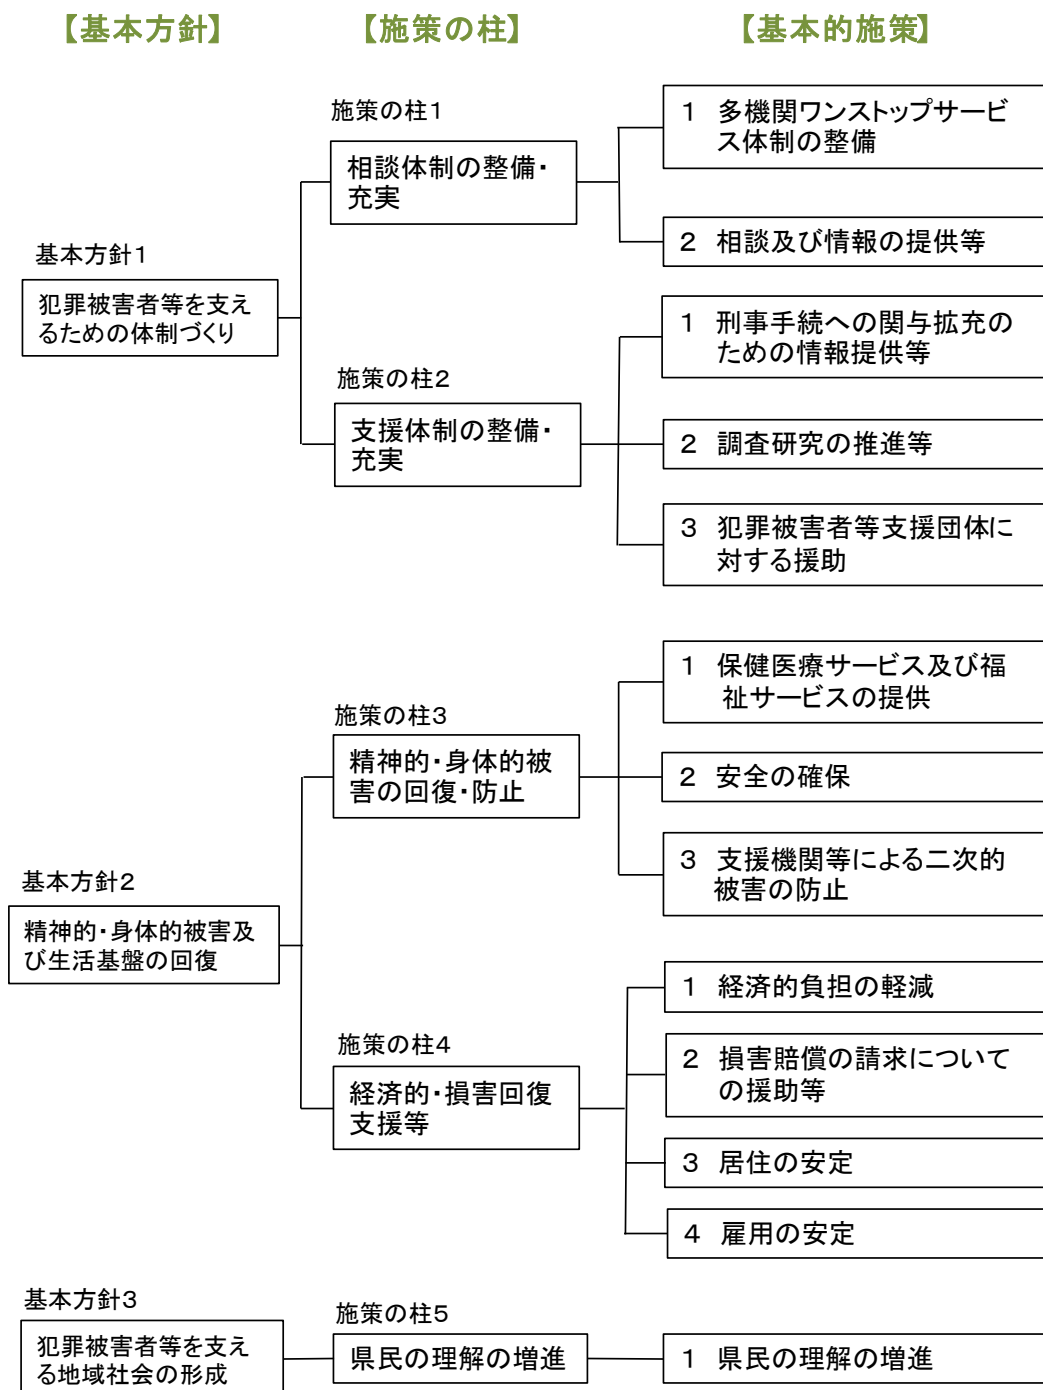 【基本方針】 【施策の柱】 【基本的施策】
基本方針1
犯罪被害者等を支え
るための体制づくり
施策の柱1
相談体制の整備・
充実
1 多機関ワンストップサービ
ス体制の整備
2 相談及び情報の提供等
施策の柱2
支援体制の整備・
充実
1 刑事手続への関与拡充の
ための情報提供等
2 調査研究の推進等
3 犯罪被害者等支援団体に
対する援助
基本方針2
精神的・身体的被害及
び生活基盤の回復
施策の柱3
精神的・身体的被
害の回復・防止
1 保健医療サービス及び福
祉サービスの提供
2 安全の確保
3 支援機関等による二次的
被害の防止
施策の柱4
経済的・損害回復
支援等
1 経済的負担の軽減
2 損害賠償の請求について
の援助等
3 居住の安定
4 雇用の安定
基本方針3
犯罪被害者等を支え
る地域社会の形成
施策の柱5
県民の理解の増進
1 県民の理解の増進